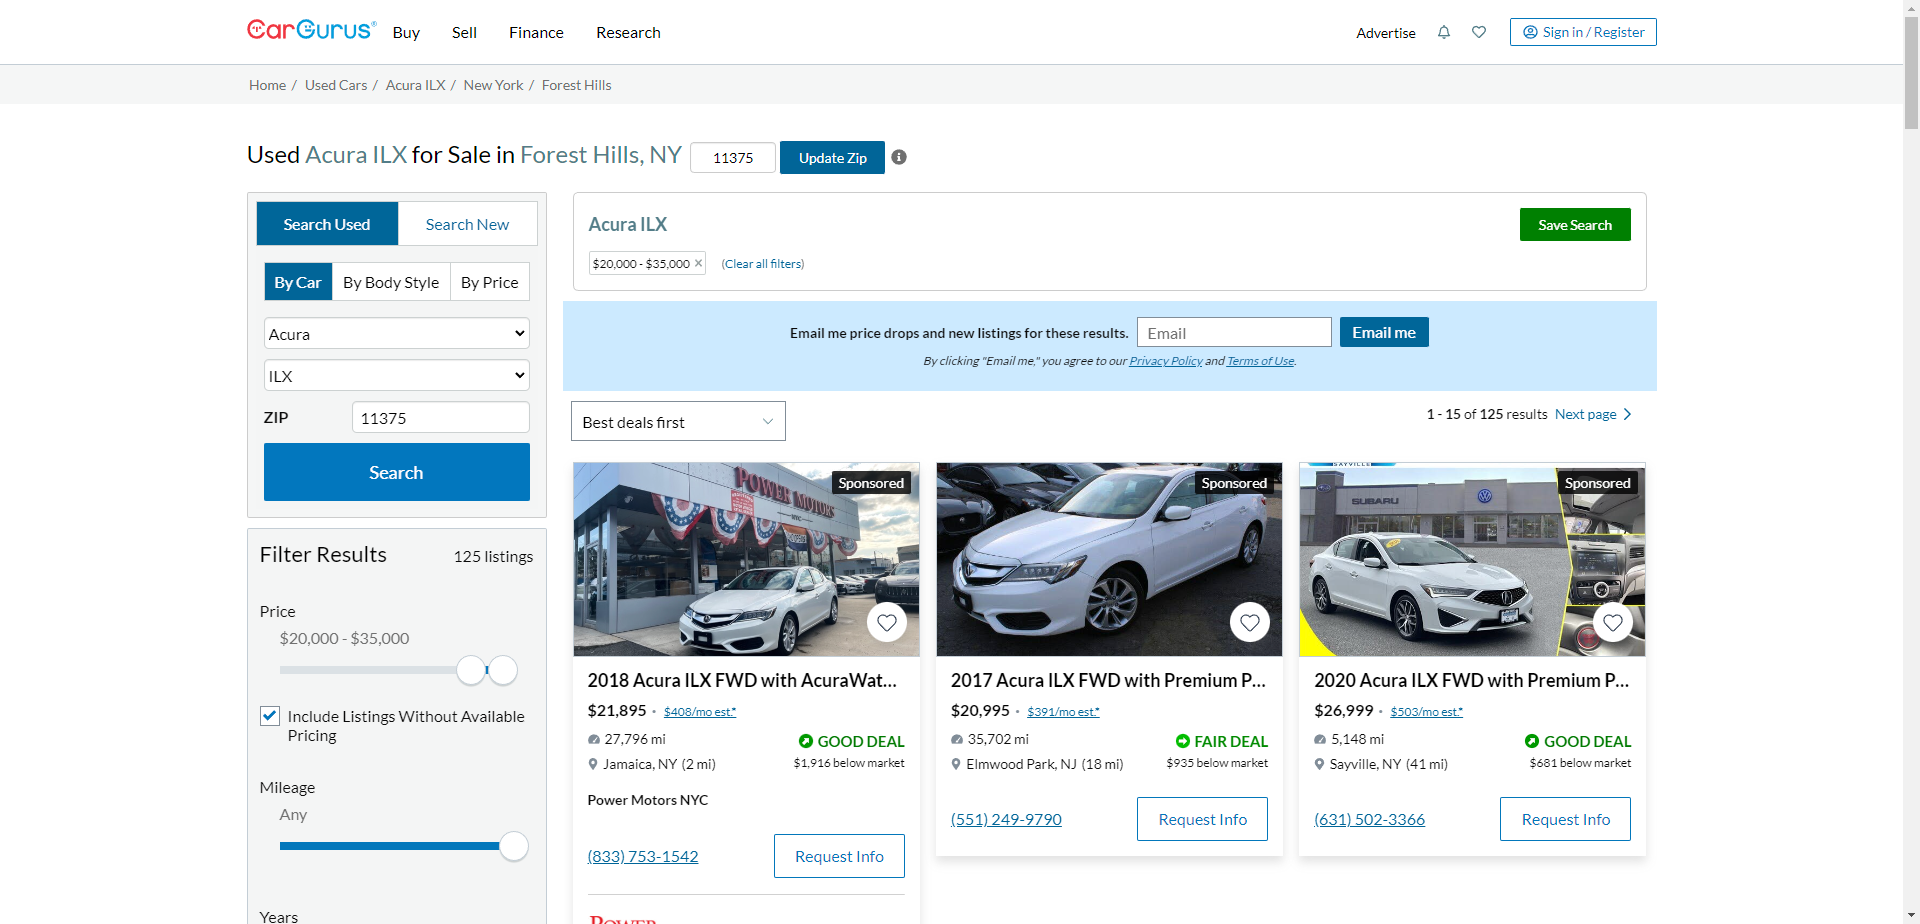 CarGurus®
Buy
Sell
Finance
Research
Advertise
Sign in / Register
Home / Used Cars / Acura ILX / New York / Forest Hills
Used Acura ILX for Sale in Forest Hills, NY
11375
Update Zip
Search Used
Search New
By Car
By Body Style
By Price
Acura
ILX
ZIP
11375
Search
Filter Results
125 listings
Price
$20,000 - $35,000
Include Listings Without Available
Pricing
Mileage
Any
Years
Acura ILX
Save Search
$20,000 - $35,000 ×
(Clear all filters)
Email me price drops and new listings for these results.
Email
Email me
By clicking "Email me," you agree to our Privacy Policy and Terms of Use.
Best deals first
1 - 15 of 125 results
Next page
POWER MOTORS
Sponsored
2018 Acura ILX FWD with AcuraWat...
$21,895 · $408/mo est.*
27,796 mi
GOOD DEAL
Jamaica, NY (2 mi)
$1,916 below market
Power Motors NYC
(833) 753-1542
Request Info
POWER
Sponsored
2017 Acura ILX FWD with Premium P...
$20,995 · $391/mo est.*
35,702 mi
FAIR DEAL
Elmwood Park, NJ (18 mi)
$935 below market
(551) 249-9790
Request Info
SAYVILLE
SUBARU
Sponsored
2020 Acura ILX FWD with Premium P...
$26,999 · $503/mo est.*
5,148 mi
GOOD DEAL
Sayville, NY (41 mi)
$681 below market
(631) 502-3366
Request Info